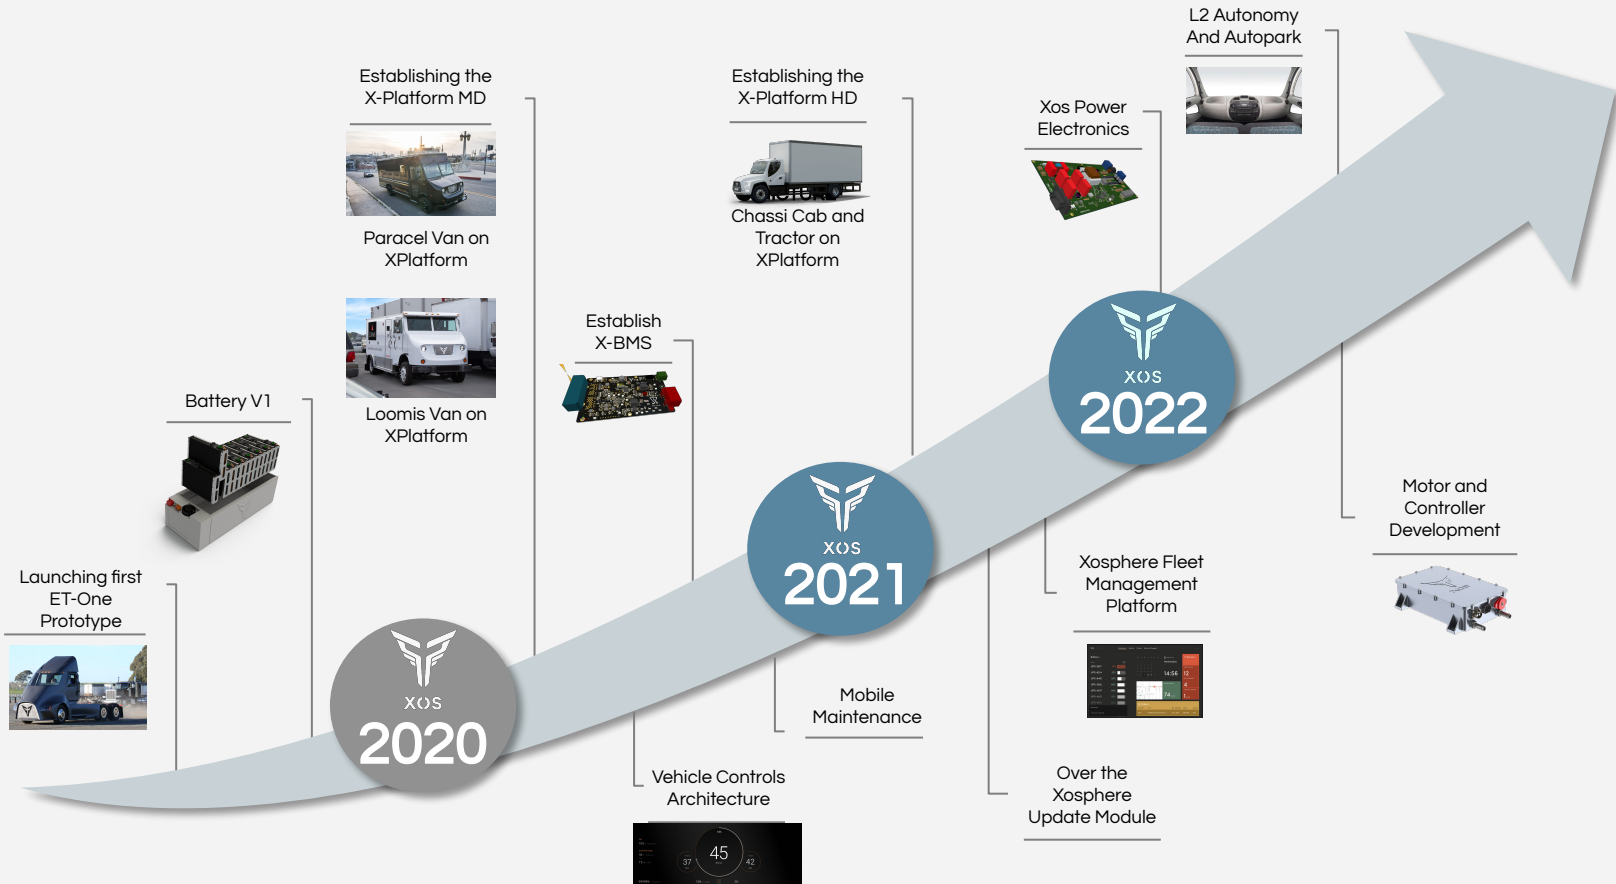 L2 Autonomy
And Autopark
Establishing the
X-Platform MD
Establishing the
X-Platform HD
Xos Power
Electronics
Paracel Van on
XPlatform
Chassi Cab and
Tractor on
XPlatform
Establish
X-BMS
XOS
2022
Battery V1
Loomis Van on
XPlatform
XOS
2021
Motor and
Controller
Development
Launching first
ET-One
Prototype
Xosphere Fleet
Management
Platform
14:56
12
4
74
XOS
2020
Mobile
Maintenance
Vehicle Controls
Architecture
Over the
Xosphere
Update Module
45
37
42